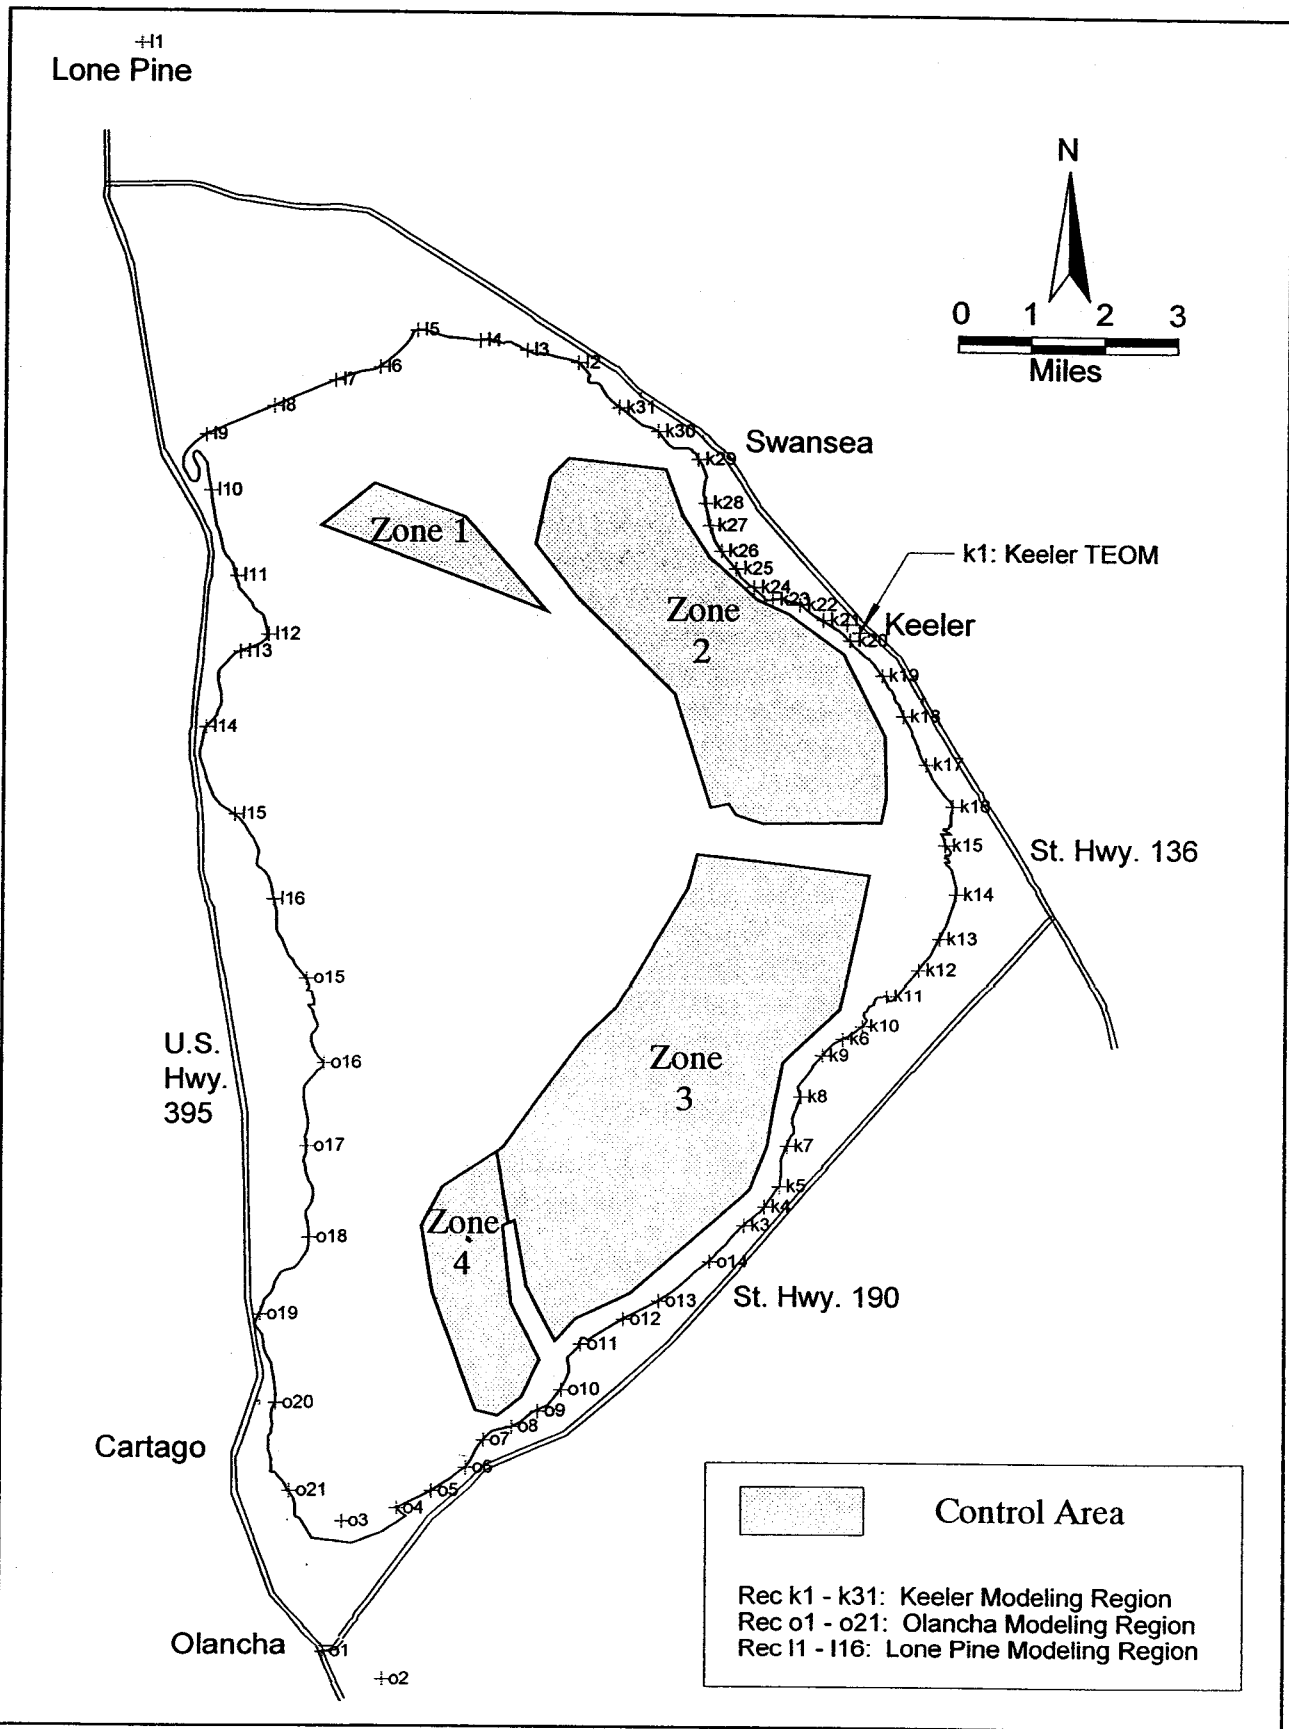 l1
Lone Pine
N
0 1 2 3
Miles
l5
l4
l3
l2
l6
l7
l8
l9
k31
k30
Swansea
k29
l10
k28
Zone 1
k27
k26
k1: Keeler TEOM
k25
l11
k24
k23
k22
Zone
2
k21
Keeler
l12
k20
l13
k19
k18
l14
k17
k16
l15
k15
St. Hwy. 136
k14
l16
k13
k12
o15
k11
k10
U.S.
Hwy.
395
k6
k9
o16
Zone
3
k8
o17
k7
k5
k4
Zone
4
k3
o18
o14
St. Hwy. 190
o13
o19
o12
o11
o10
o20
o9
o8
Cartago
o7
o6
o21
o5
o4
o3
Control Area
Rec k1 - k31: Keeler Modeling Region
Rec o1 - o21: Olancha Modeling Region
Rec l1 - l16: Lone Pine Modeling Region
Olancha
o1
o2